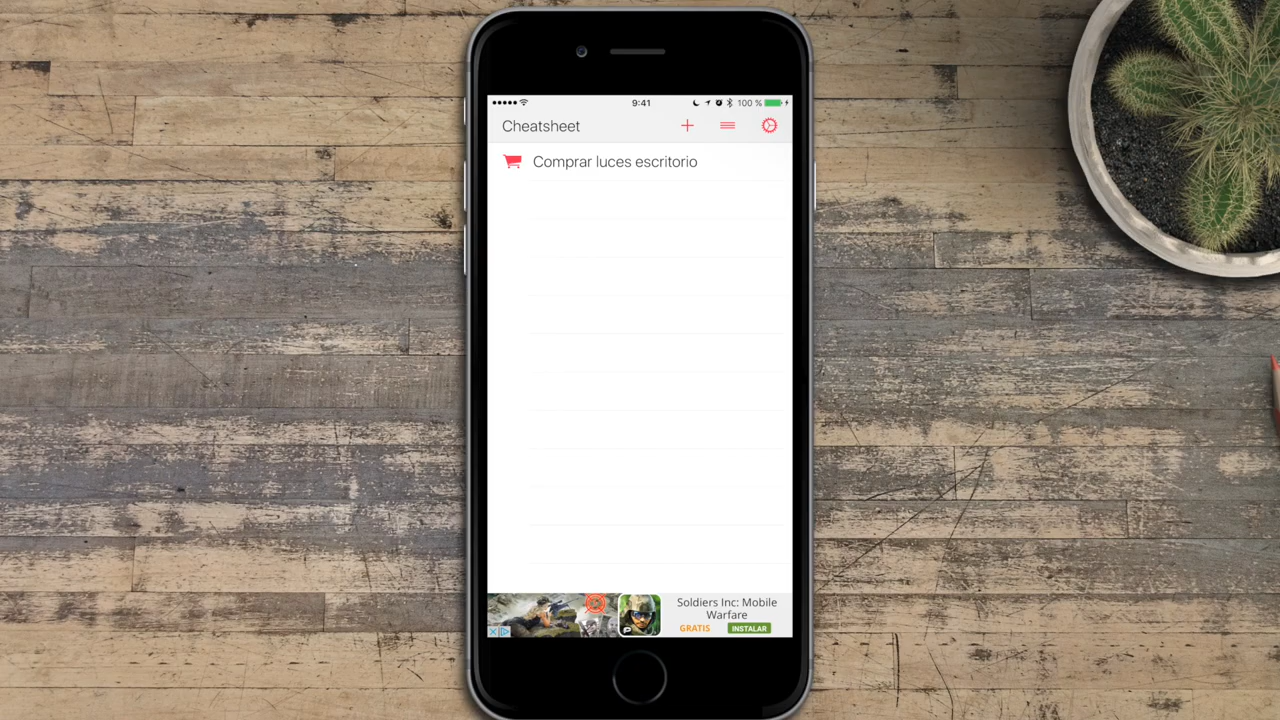 9:41
100 %
Cheatsheet
Comprar luces escritorio
Soldiers Inc: Mobile
Warfare
GRATIS
INSTALAR